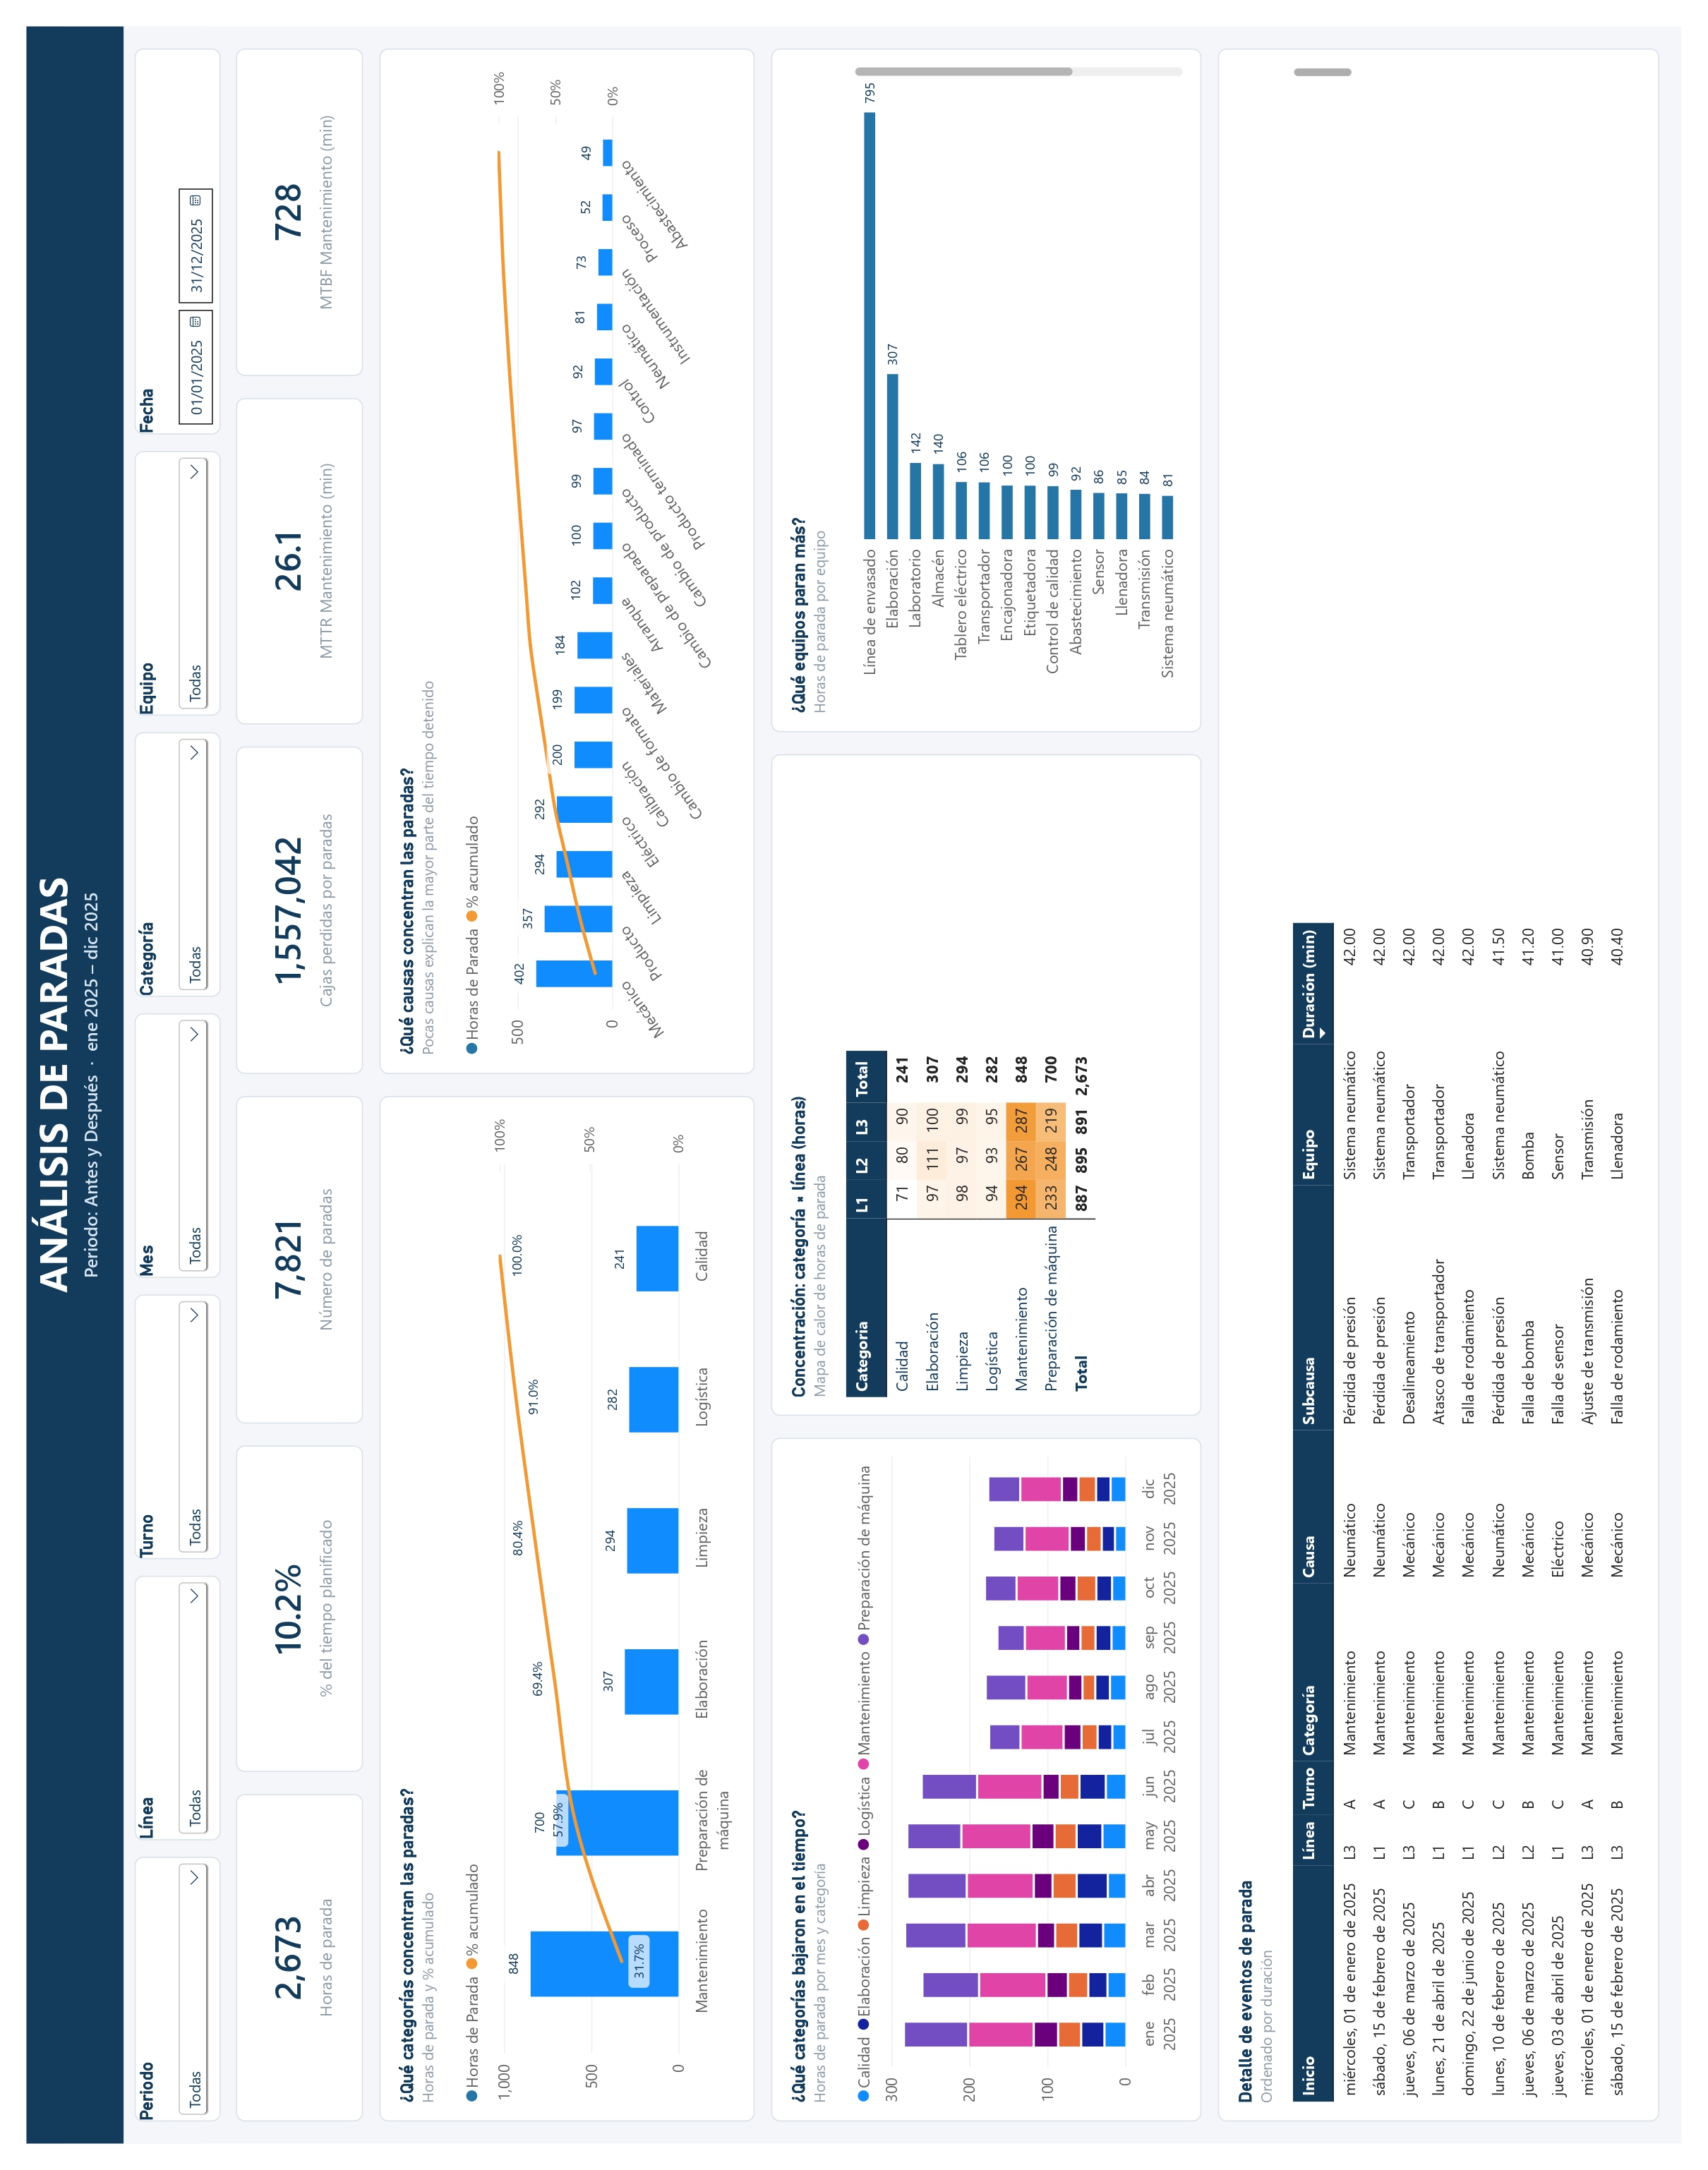 ANÁLISIS DE PARADAS
Periodo: Antes y Después · ene 2025 – dic 2025
Periodo
Todas
Línea
Todas
Turno
Todas
Mes
Todas
Categoría
Todas
Equipo
Todas
Fecha
01/01/2025 31/12/2025
2,673
Horas de parada
10.2%
% del tiempo planificado
7,821
Número de paradas
1,557,042
Cajas perdidas por paradas
26.1
MTTR Mantenimiento (min)
728
MTBF Mantenimiento (min)
¿Qué categorías concentran las paradas?
Horas de parada y % acumulado
Horas de Parada % acumulado
1,000
500
0
100%
50%
0%
848 700 307 294 282 241
31.7% 57.9% 69.4% 80.4% 91.0% 100.0%
Mantenimiento Preparación de máquina Elaboración Limpieza Logística Calidad
¿Qué causas concentran las paradas?
Pocas causas explican la mayor parte del tiempo detenido
Horas de Parada % acumulado
500
0
100%
50%
0%
402 357 294 292 200 199 184 102 100 99 97 92 81 73 52 49
Mecánico Producto Limpieza Eléctrico Calibración Cambio de formato Materiales Arranque Cambio de preparado Cambio de producto Producto terminado Control Neumático Instrumentación Proceso Abastecimiento
¿Qué categorías bajaron en el tiempo?
Horas de parada por mes y categoría
Calidad Elaboración Limpieza Logística Mantenimiento Preparación de máquina
300
200
100
0
ene feb mar abr may jun jul ago sep oct nov dic
2025 2025 2025 2025 2025 2025 2025 2025 2025 2025 2025 2025
Concentración: categoría × línea (horas)
Mapa de calor de horas de parada
Categoria L1 L2 L3 Total
Calidad 71 80 90 241
Elaboración 97 111 100 307
Limpieza 98 97 99 294
Logística 94 93 95 282
Mantenimiento 294 267 287 848
Preparación de máquina 233 248 219 700
Total 887 895 891 2,673
¿Qué equipos paran más?
Horas de parada por equipo
Línea de envasado 795
Elaboración 307
Laboratorio 142
Almacén 140
Tablero eléctrico 106
Transportador 106
Encajonadora 100
Etiquetadora 100
Control de calidad 99
Abastecimiento 92
Sensor 86
Llenadora 85
Transmisión 84
Sistema neumático 81
Detalle de eventos de parada
Ordenado por duración
Inicio Línea Turno Categoría Causa Subcausa Equipo Duración (min)
miércoles, 01 de enero de 2025 L3 A Mantenimiento Neumático Pérdida de presión Sistema neumático 42.00
sábado, 15 de febrero de 2025 L1 A Mantenimiento Neumático Pérdida de presión Sistema neumático 42.00
jueves, 06 de marzo de 2025 L3 C Mantenimiento Mecánico Desalineamiento Transportador 42.00
lunes, 21 de abril de 2025 L1 B Mantenimiento Mecánico Atasco de transportador Transportador 42.00
domingo, 22 de junio de 2025 L1 C Mantenimiento Mecánico Falla de rodamiento Llenadora 42.00
lunes, 10 de febrero de 2025 L2 C Mantenimiento Neumático Pérdida de presión Sistema neumático 41.50
jueves, 06 de marzo de 2025 L2 B Mantenimiento Mecánico Falla de bomba Bomba 41.20
jueves, 03 de abril de 2025 L1 C Mantenimiento Eléctrico Falla de sensor Sensor 41.00
miércoles, 01 de enero de 2025 L3 A Mantenimiento Mecánico Ajuste de transmisión Transmisión 40.90
sábado, 15 de febrero de 2025 L3 B Mantenimiento Mecánico Falla de rodamiento Llenadora 40.40